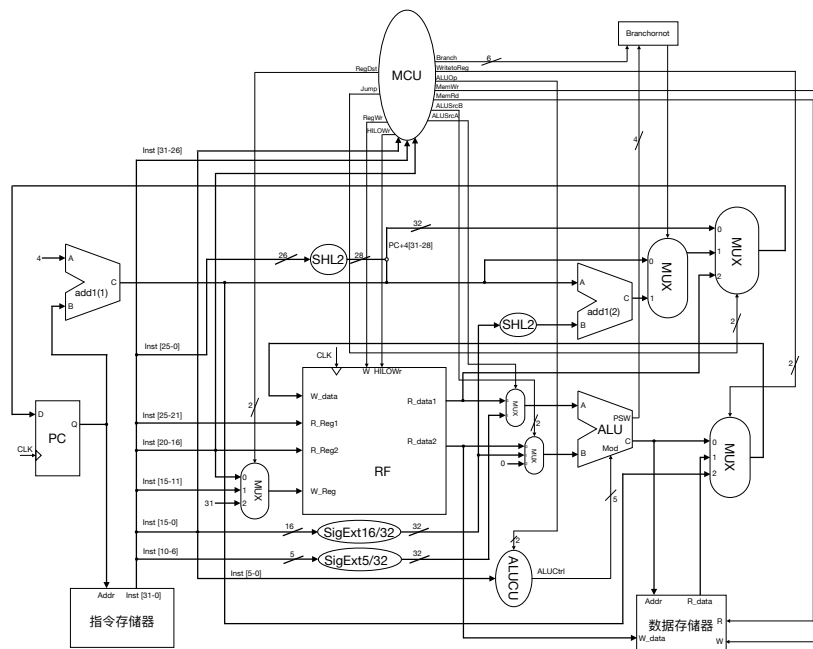 Branchornot
Branch
6
WritetoReg
RegDst
MCU
ALUOp
MemWr
Jump
MemRd
ALUSrcB
RegWr
ALUSrcA
HILOWr
4
Inst [31-26]
32
0
4
A
26
SHL2
28
PC+4[31-28]
0
MUX
1
MUX
C
A
2
add1(1)
C
1
B
add1(2)
SHL2
B
2
Inst [25-0]
CLK
W HILOWr
2
W_data
R_data1
D
Q
2
Inst [25-21]
R_Reg1
MUX
2
A
PSW
PC
Inst [20-16]
R_Reg2
R_data2
ALU
C
0
CLK
RF
Mod
MUX
0
MUX
B
1
Inst [15-11]
1
MUX
W_Reg
0
2
31
2
5
Inst [15-0]
16
SigExt16/32
32
2
Inst [10-6]
5
SigExt5/32
32
Inst [5-0]
ALUCU
ALUCtrl
Addr
Inst [31-0]
Addr
R_data
指令存储器
数据存储器
R
W_data
W